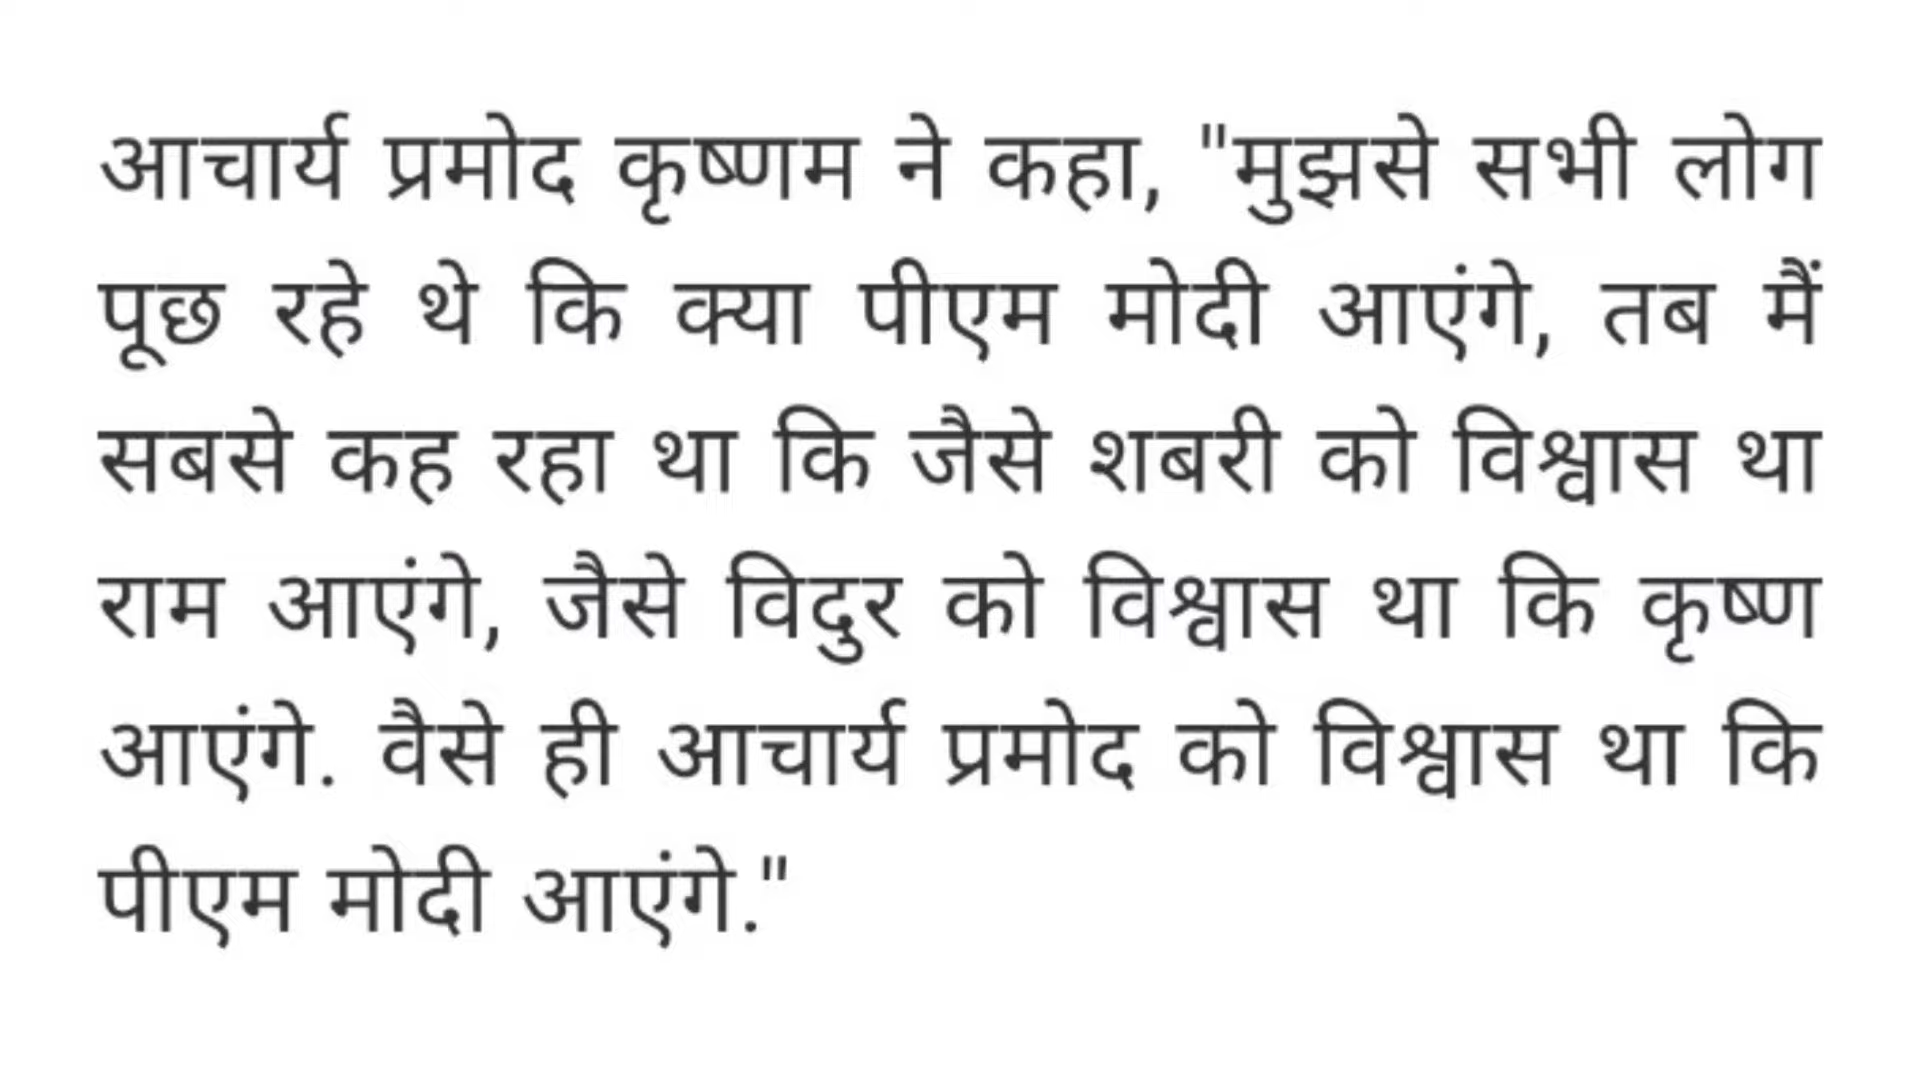 आचार्य प्रमोद कृष्णम ने कहा, "मुझसे सभी लोग
पूछ रहे थे कि क्या पीएम मोदी आएंगे, तब मैं
सबसे कह रहा था कि जैसे शबरी को विश्वास था
राम आएंगे, जैसे विदुर को विश्वास था कि कृष्ण
आएंगे. वैसे ही आचार्य प्रमोद को विश्वास था कि
पीएम मोदी आएंगे."